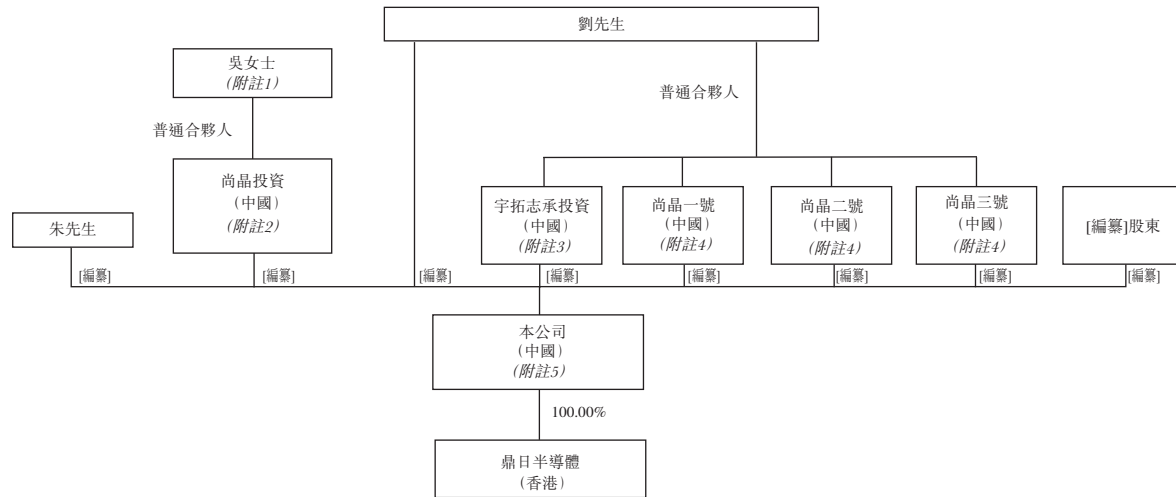 劉先生
吳女士
(附註1)
普通合夥人
普通合夥人
尚晶投資
(中國)
(附註2)
朱先生
宇拓志承投資
(中國)
(附註3)
尚晶一號
(中國)
(附註4)
尚晶二號
(中國)
(附註4)
尚晶三號
(中國)
(附註4)
[編纂]股東
[編纂]
[編纂]
[編纂]
[編纂]
[編纂]
[編纂]
[編纂]
[編纂]
本公司
(中國)
(附註5)
100.00%
鼎日半導體
(香港)